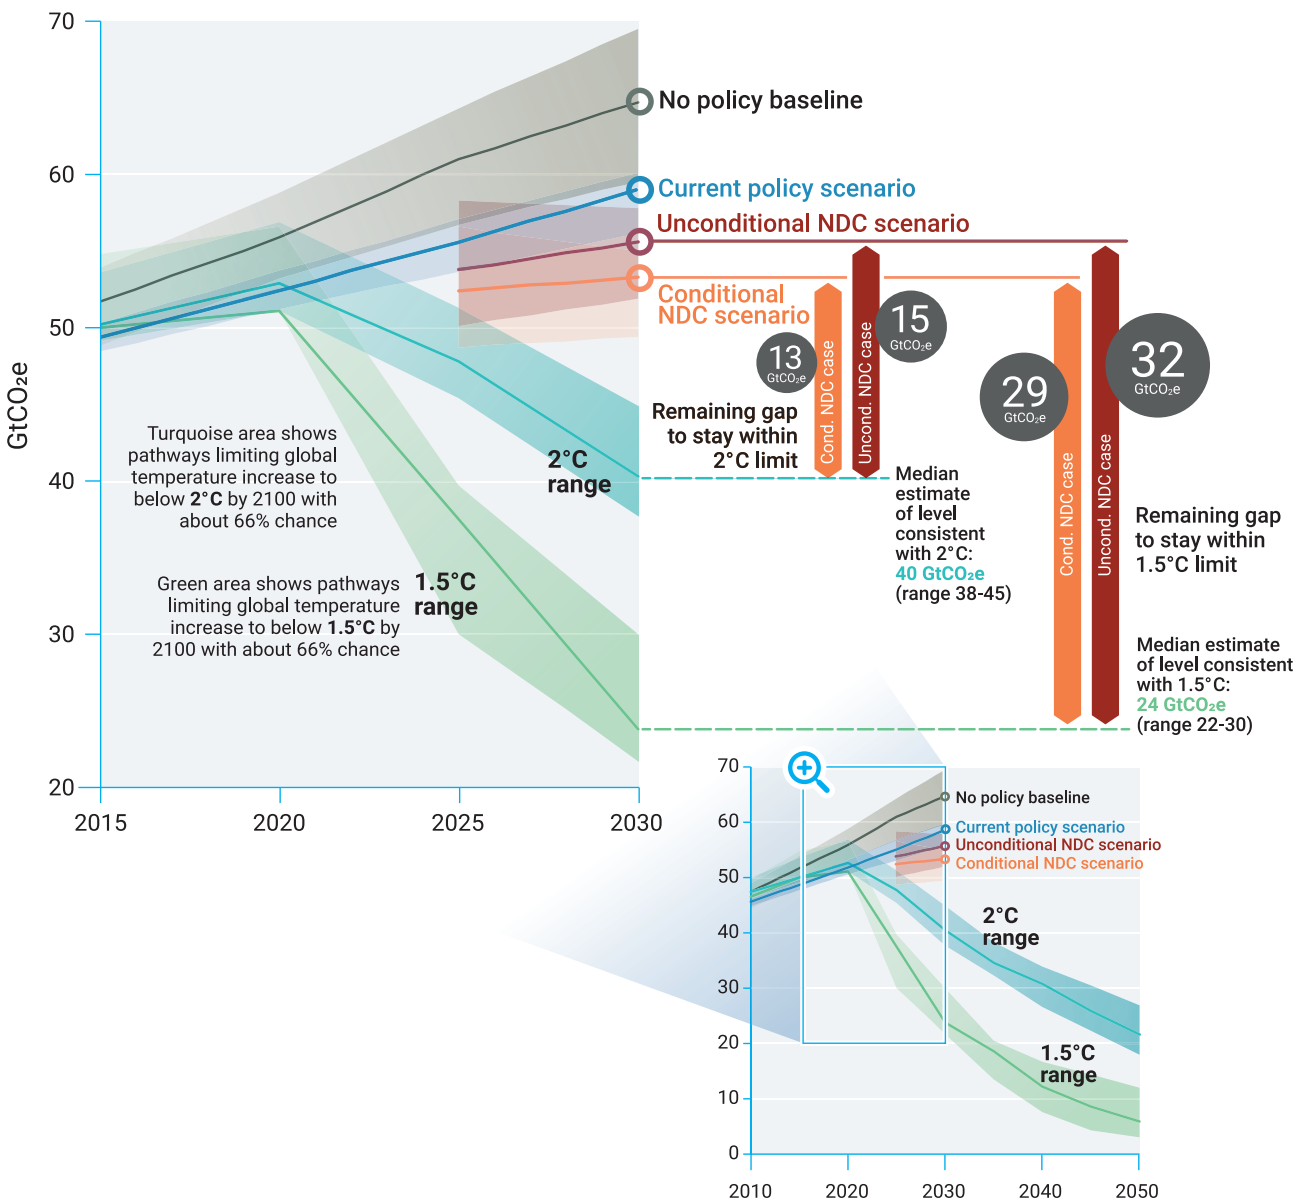 GtCO₂e
70
60
50
40
30
20
2015
2020
2025
2030
No policy baseline
Current policy scenario
Unconditional NDC scenario
Conditional
NDC scenario
Turquoise area shows
pathways limiting global
temperature increase to
below 2°C by 2100 with
about 66% chance
Green area shows pathways
limiting global temperature
increase to below 1.5°C by
2100 with about 66% chance
2°C
range
1.5°C
range
13
GtCO₂e
Cond. NDC case
Uncond. NDC case
15
GtCO₂e
Remaining gap
to stay within
2°C limit
Median
estimate
of level
consistent
with 2°C:
40 GtCO₂e
(range 38-45)
29
GtCO₂e
Cond. NDC case
Uncond. NDC case
32
GtCO₂e
Remaining gap
to stay within
1.5°C limit
Median estimate
of level consistent
with 1.5°C:
24 GtCO₂e
(range 22-30)
70
60
50
40
30
20
10
0
2010
2020
2030
2040
2050
No policy baseline
Current policy scenario
Unconditional NDC scenario
Conditional NDC scenario
2°C
range
1.5°C
range